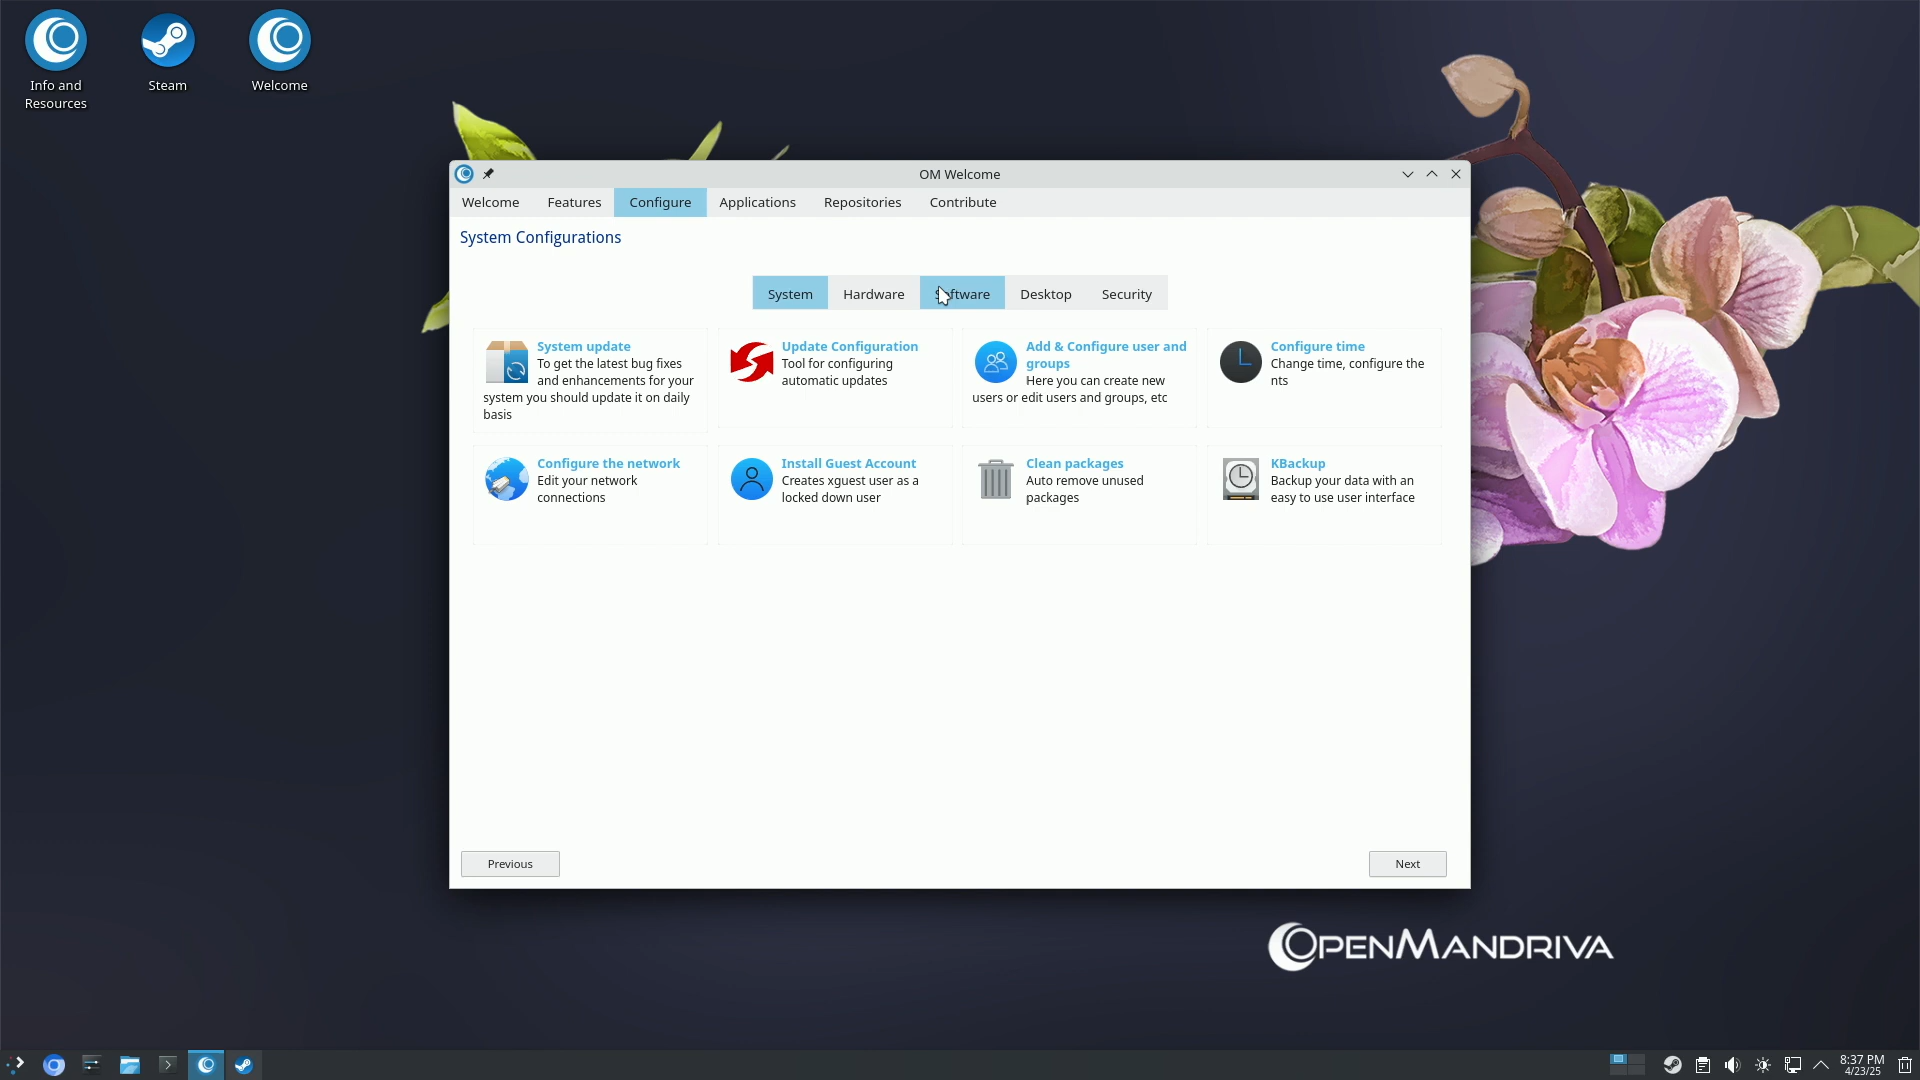 Info and
Resources
Steam
Welcome
OM Welcome
Welcome
Features
Configure
Applications
Repositories
Contribute
System Configurations
System
Hardware
Software
Desktop
Security
System update
To get the latest bug fixes
and enhancements for your
system you should update it on daily
basis
Update Configuration
Tool for configuring
automatic updates
Add & Configure user and
groups
Here you can create new
users or edit users and groups, etc
Configure time
Change time, configure the
nts
Configure the network
Edit your network
connections
Install Guest Account
Creates xguest user as a
locked down user
Clean packages
Auto remove unused
packages
KBackup
Backup your data with an
easy to use user interface
Previous
Next
OPENMANDRIVA
8:37 PM
4/23/25